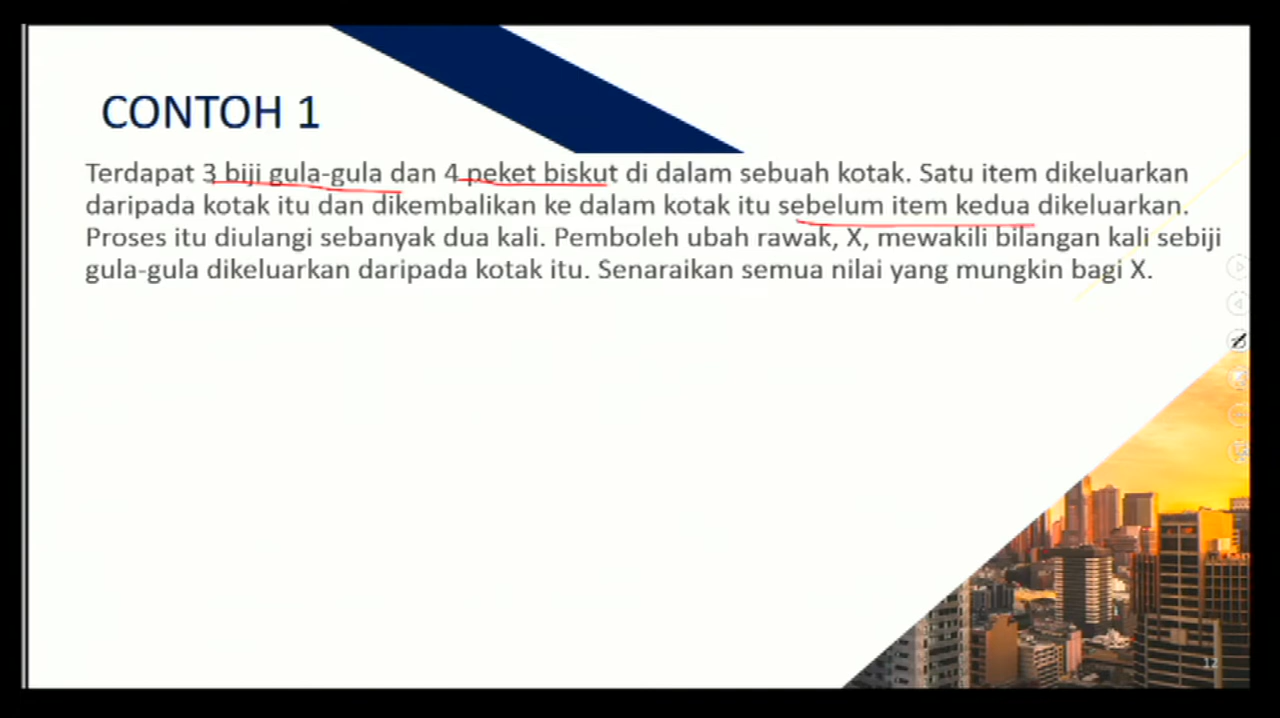 CONTOH 1
Terdapat 3 biji gula-gula dan 4 peket biskut di dalam sebuah kotak. Satu item dikeluarkan
daripada kotak itu dan dikembalikan ke dalam kotak itu sebelum item kedua dikeluarkan.
Proses itu diulangi sebanyak dua kali. Pemboleh ubah rawak, X, mewakili bilangan kali sebiji
gula-gula dikeluarkan daripada kotak itu. Senaraikan semua nilai yang mungkin bagi X.
12